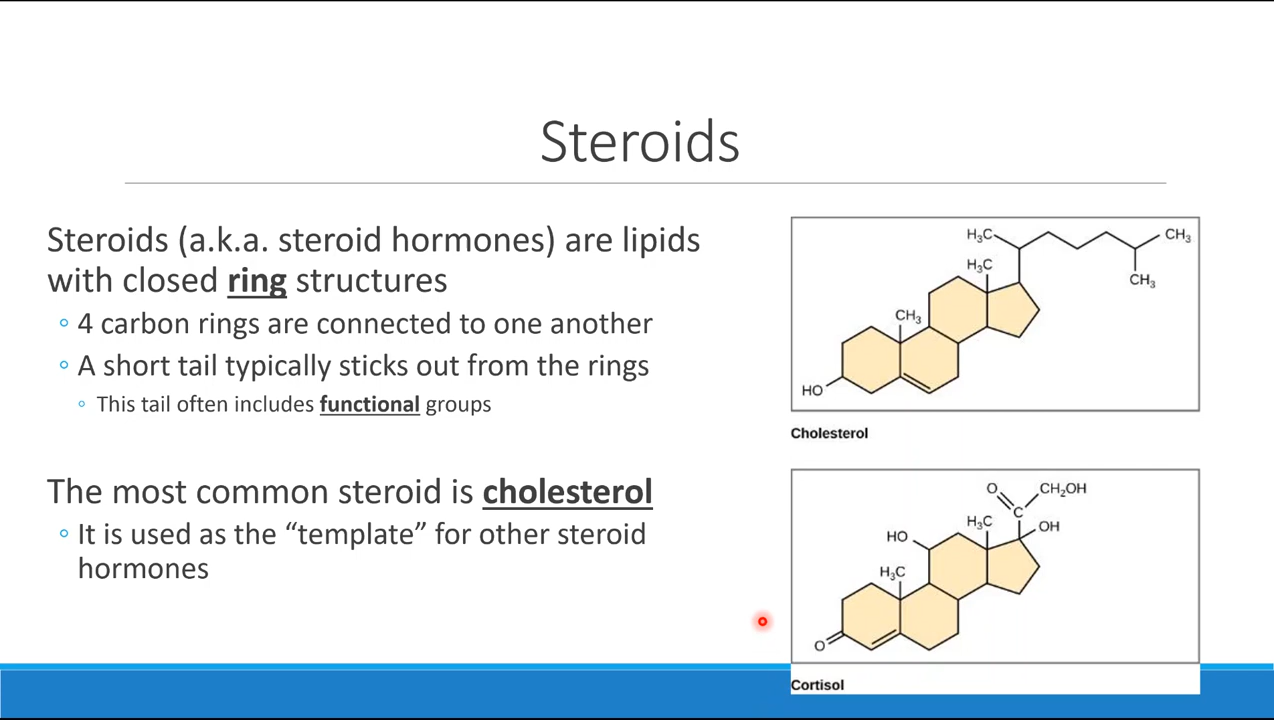 Steroids
Steroids (a.k.a. steroid hormones) are lipids
with closed ring structures
◦ 4 carbon rings are connected to one another
◦ A short tail typically sticks out from the rings
◦ This tail often includes functional groups
The most common steroid is cholesterol
◦ It is used as the “template” for other steroid
hormones
H₃C
CH₃
H₃C
CH₃
CH₃
HO
Cholesterol
O
CH₂OH
C
H₃C
OH
HO
H₃C
O
Cortisol